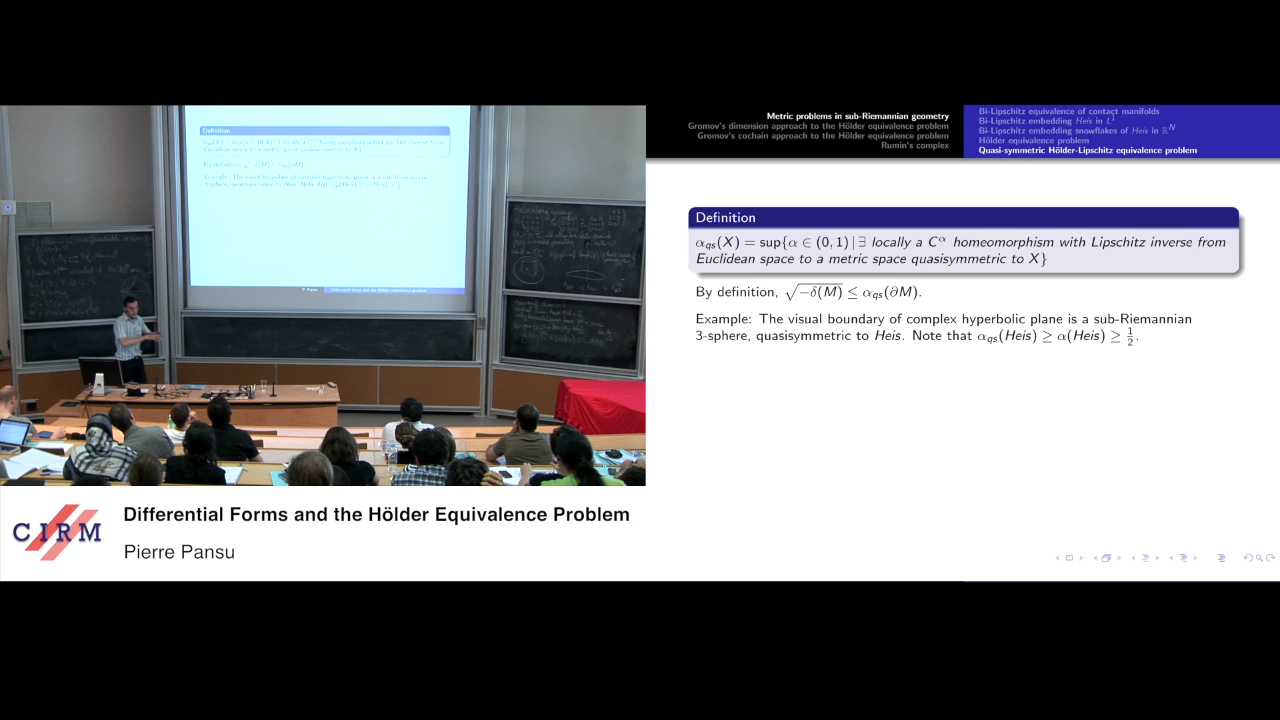 Metric problems in sub-Riemannian geometry
Gromov's dimension approach to the Hölder equivalence problem
Gromov's cochain approach to the Hölder equivalence problem
Rumin's complex
Bi-Lipschitz equivalence of contact manifolds
Bi-Lipschitz embedding Heis in L¹
Bi-Lipschitz embedding snowflakes of Heis in ℝᴺ
Hölder equivalence problem
Quasi-symmetric Hölder-Lipschitz equivalence problem
Definition
α_qs(X) = sup{α ∈ (0, 1) | ∃ locally a C^α homeomorphism with Lipschitz inverse from
Euclidean space to a metric space quasisymmetric to X}
By definition, √−δ(M) ≤ α_qs(∂M).
Example: The visual boundary of complex hyperbolic plane is a sub-Riemannian
3-sphere, quasisymmetric to Heis. Note that α_qs(Heis) ≥ α(Heis) ≥ 1/2.
Definition
CIRM
Differential Forms and the Hölder Equivalence Problem
Pierre Pansu